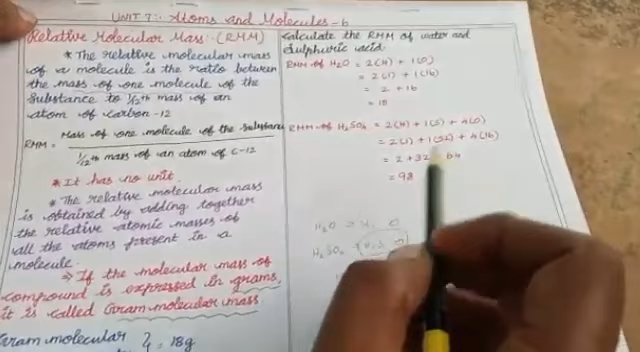 UNIT 7:- Atoms and Molecules-6
Relative Molecular Mass:- (RMM)
* The relative molecular mass
of a molecule is the ratio between
the mass of one molecule of the
substance to 1/12th mass of an
atom of carbon-12
RMM = Mass of one molecule of the substance
1/12th mass of an atom of C-12
* It has no unit.
* The relative molecular mass
is obtained by adding together
the relative atomic masses of
all the atoms present in a
molecule.
⇒ If the molecular mass of
compound is expressed in grams,
it is called Gram molecular mass
Gram molecular } = 18g
Calculate the RMM of water and
Sulphuric acid:
RMM of H2O = 2(H) + 1(O)
= 2(1) + 1(16)
= 2 + 16
= 18
RMM of H2SO4 = 2(H) + 1(S) + 4(O)
= 2(1) + 1(32) + 4(16)
= 2 + 32 + 64
= 98
H2O ⇒ H, O
H2SO4